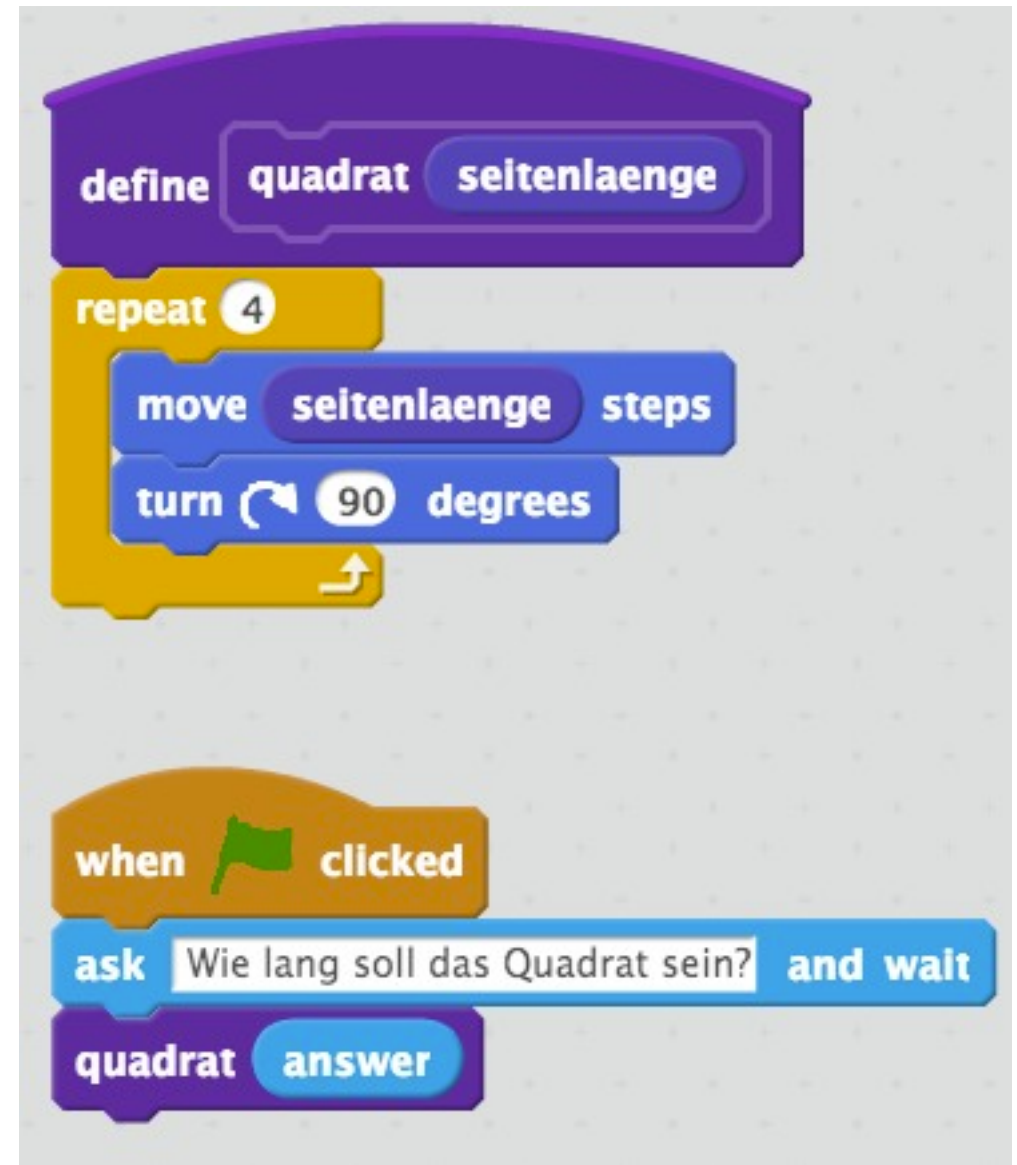 define quadrat seitenlaenge
repeat 4
move seitenlaenge steps
turn 90 degrees
when clicked
ask Wie lang soll das Quadrat sein? and wait
quadrat answer